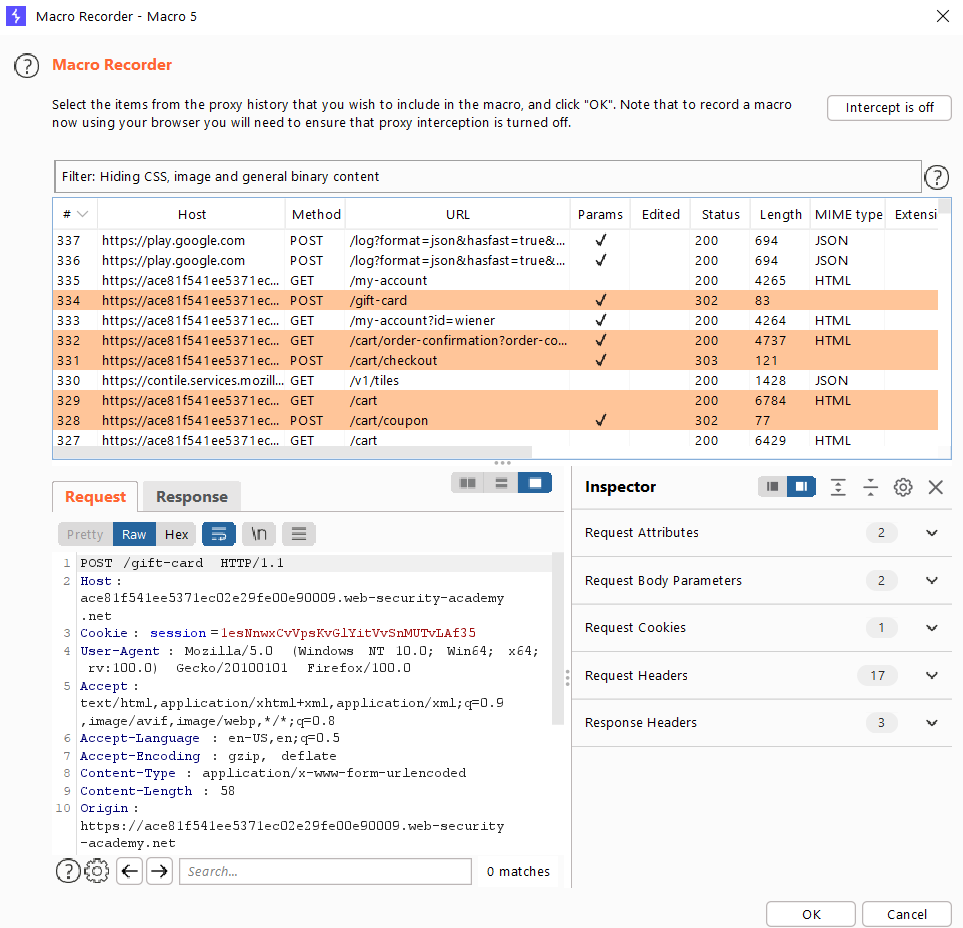 Macro Recorder - Macro 5
Macro Recorder
Select the items from the proxy history that you wish to include in the macro, and click "OK". Note that to record a macro
now using your browser you will need to ensure that proxy interception is turned off.
Intercept is off
Filter: Hiding CSS, image and general binary content
# Host Method URL Params Edited Status Length MIME type Extensi
337 https://play.google.com POST /log?format=json&hasfast=true&... ✓ 200 694 JSON
336 https://play.google.com POST /log?format=json&hasfast=true&... ✓ 200 694 JSON
335 https://ace81f541ee5371ec... GET /my-account 200 4265 HTML
334 https://ace81f541ee5371ec... POST /gift-card ✓ 302 83
333 https://ace81f541ee5371ec... GET /my-account?id=wiener ✓ 200 4264 HTML
332 https://ace81f541ee5371ec... GET /cart/order-confirmation?order-co... ✓ 200 4737 HTML
331 https://ace81f541ee5371ec... POST /cart/checkout ✓ 303 121
330 https://contile.services.mozill... GET /v1/tiles 200 1428 JSON
329 https://ace81f541ee5371ec... GET /cart 200 6784 HTML
328 https://ace81f541ee5371ec... POST /cart/coupon ✓ 302 77
327 https://ace81f541ee5371ec... GET /cart 200 6429 HTML
Request Response
Pretty Raw Hex \n
1 POST /gift-card HTTP/1.1
2 Host :
ace81f541ee5371ec02e29fe00e90009.web-security-academy
.net
3 Cookie : session =1esNnwxCvVpsKvGlYitVvSnMUTvLAf35
4 User-Agent : Mozilla/5.0 (Windows NT 10.0; Win64; x64;
rv:100.0) Gecko/20100101 Firefox/100.0
5 Accept :
text/html,application/xhtml+xml,application/xml;q=0.9
,image/avif,image/webp,*/*;q=0.8
6 Accept-Language : en-US,en;q=0.5
7 Accept-Encoding : gzip, deflate
8 Content-Type : application/x-www-form-urlencoded
9 Content-Length : 58
10 Origin :
https://ace81f541ee5371ec02e29fe00e90009.web-security
-academy.net
Search...
0 matches
Inspector
Request Attributes 2
Request Body Parameters 2
Request Cookies 1
Request Headers 17
Response Headers 3
OK
Cancel